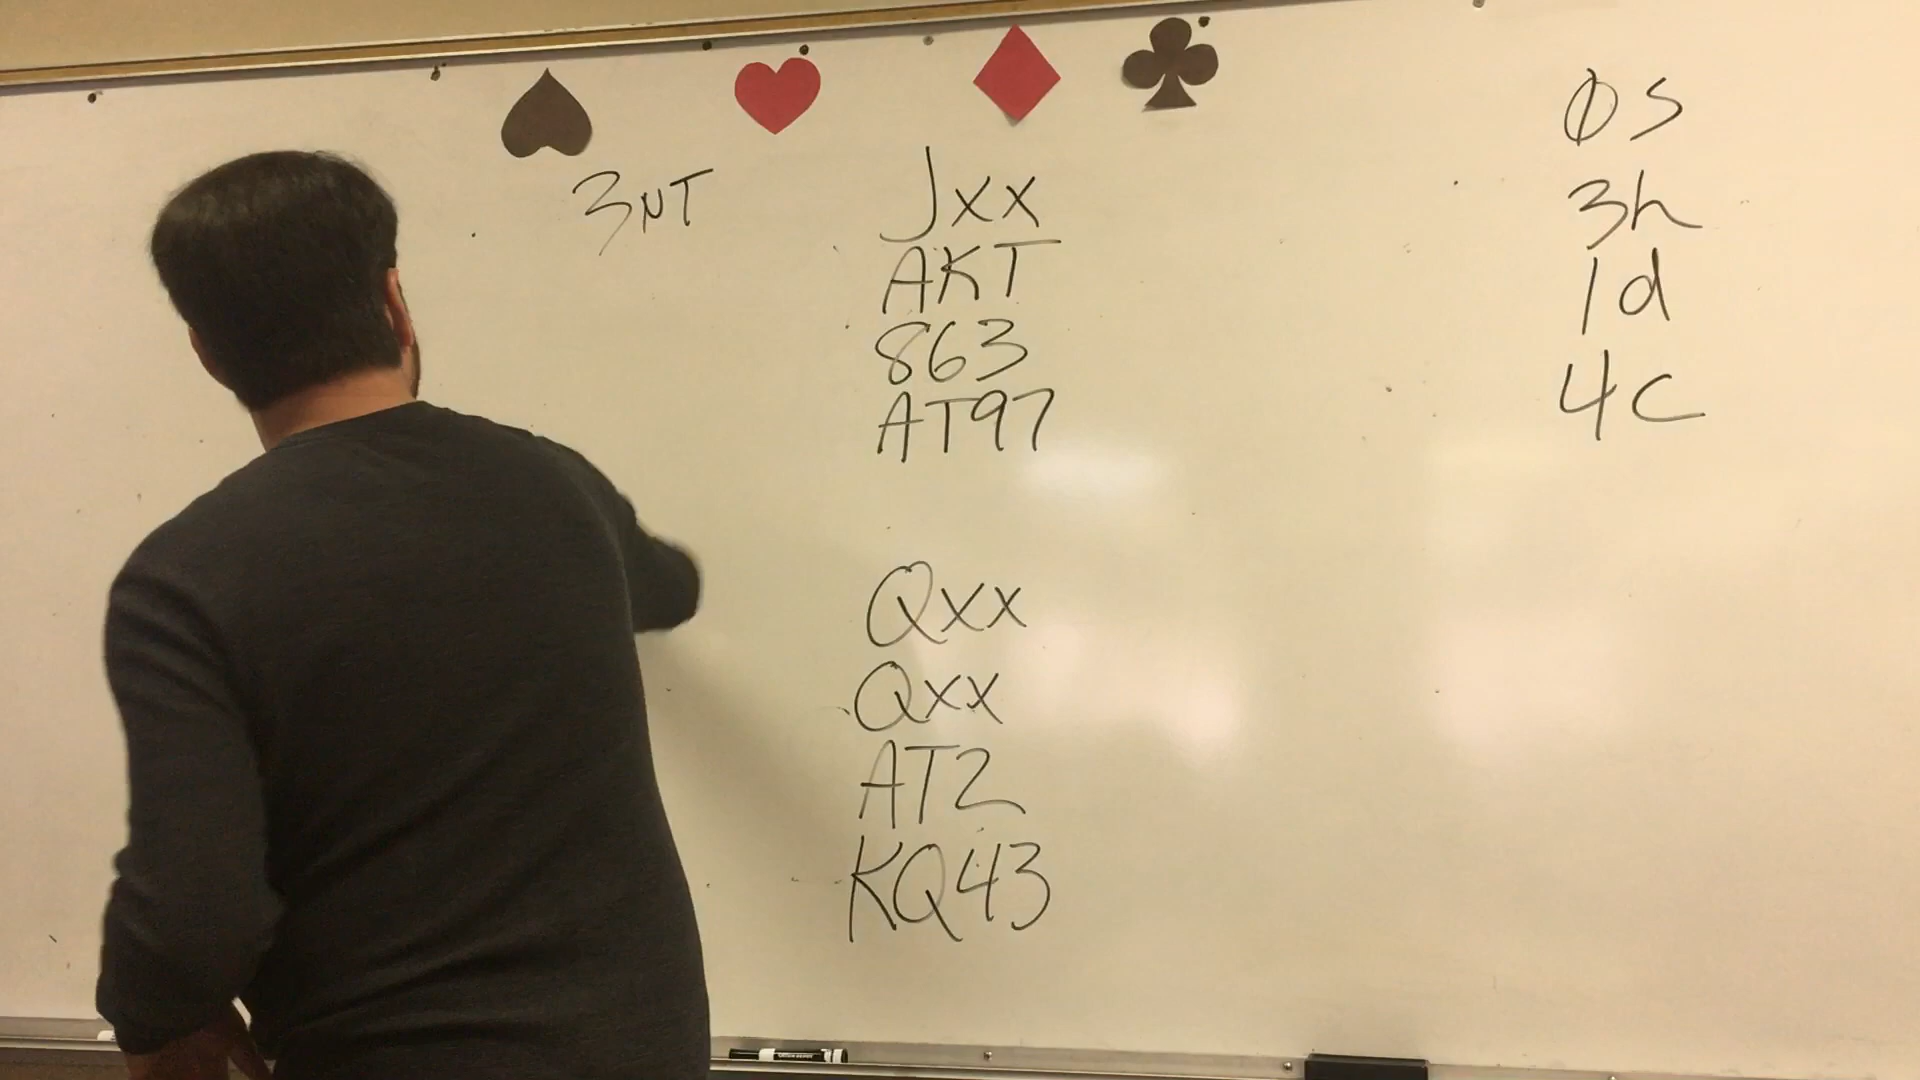 3NT
Jxx
AKT
863
AT97
Qxx
Qxx
AT2
KQ43
0s
3h
1d
4c